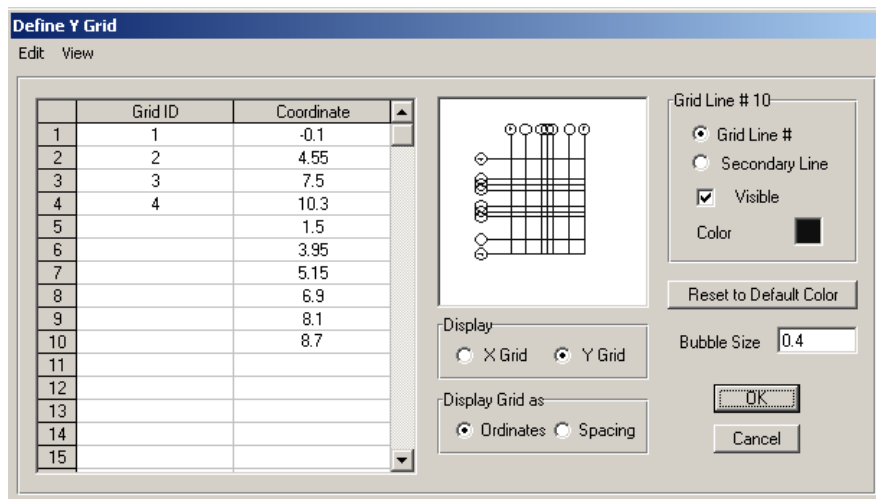 Define Y Grid
Edit View
Grid ID Coordinate
1 1 -0.1
2 2 4.55
3 3 7.5
4 4 10.3
5 1.5
6 3.95
7 5.15
8 6.9
9 8.1
10 8.7
11
12
13
14
15
Display
X Grid Y Grid
Display Grid as
Ordinates Spacing
Grid Line # 10
Grid Line #
Secondary Line
Visible
Color
Reset to Default Color
Bubble Size 0.4
OK
Cancel